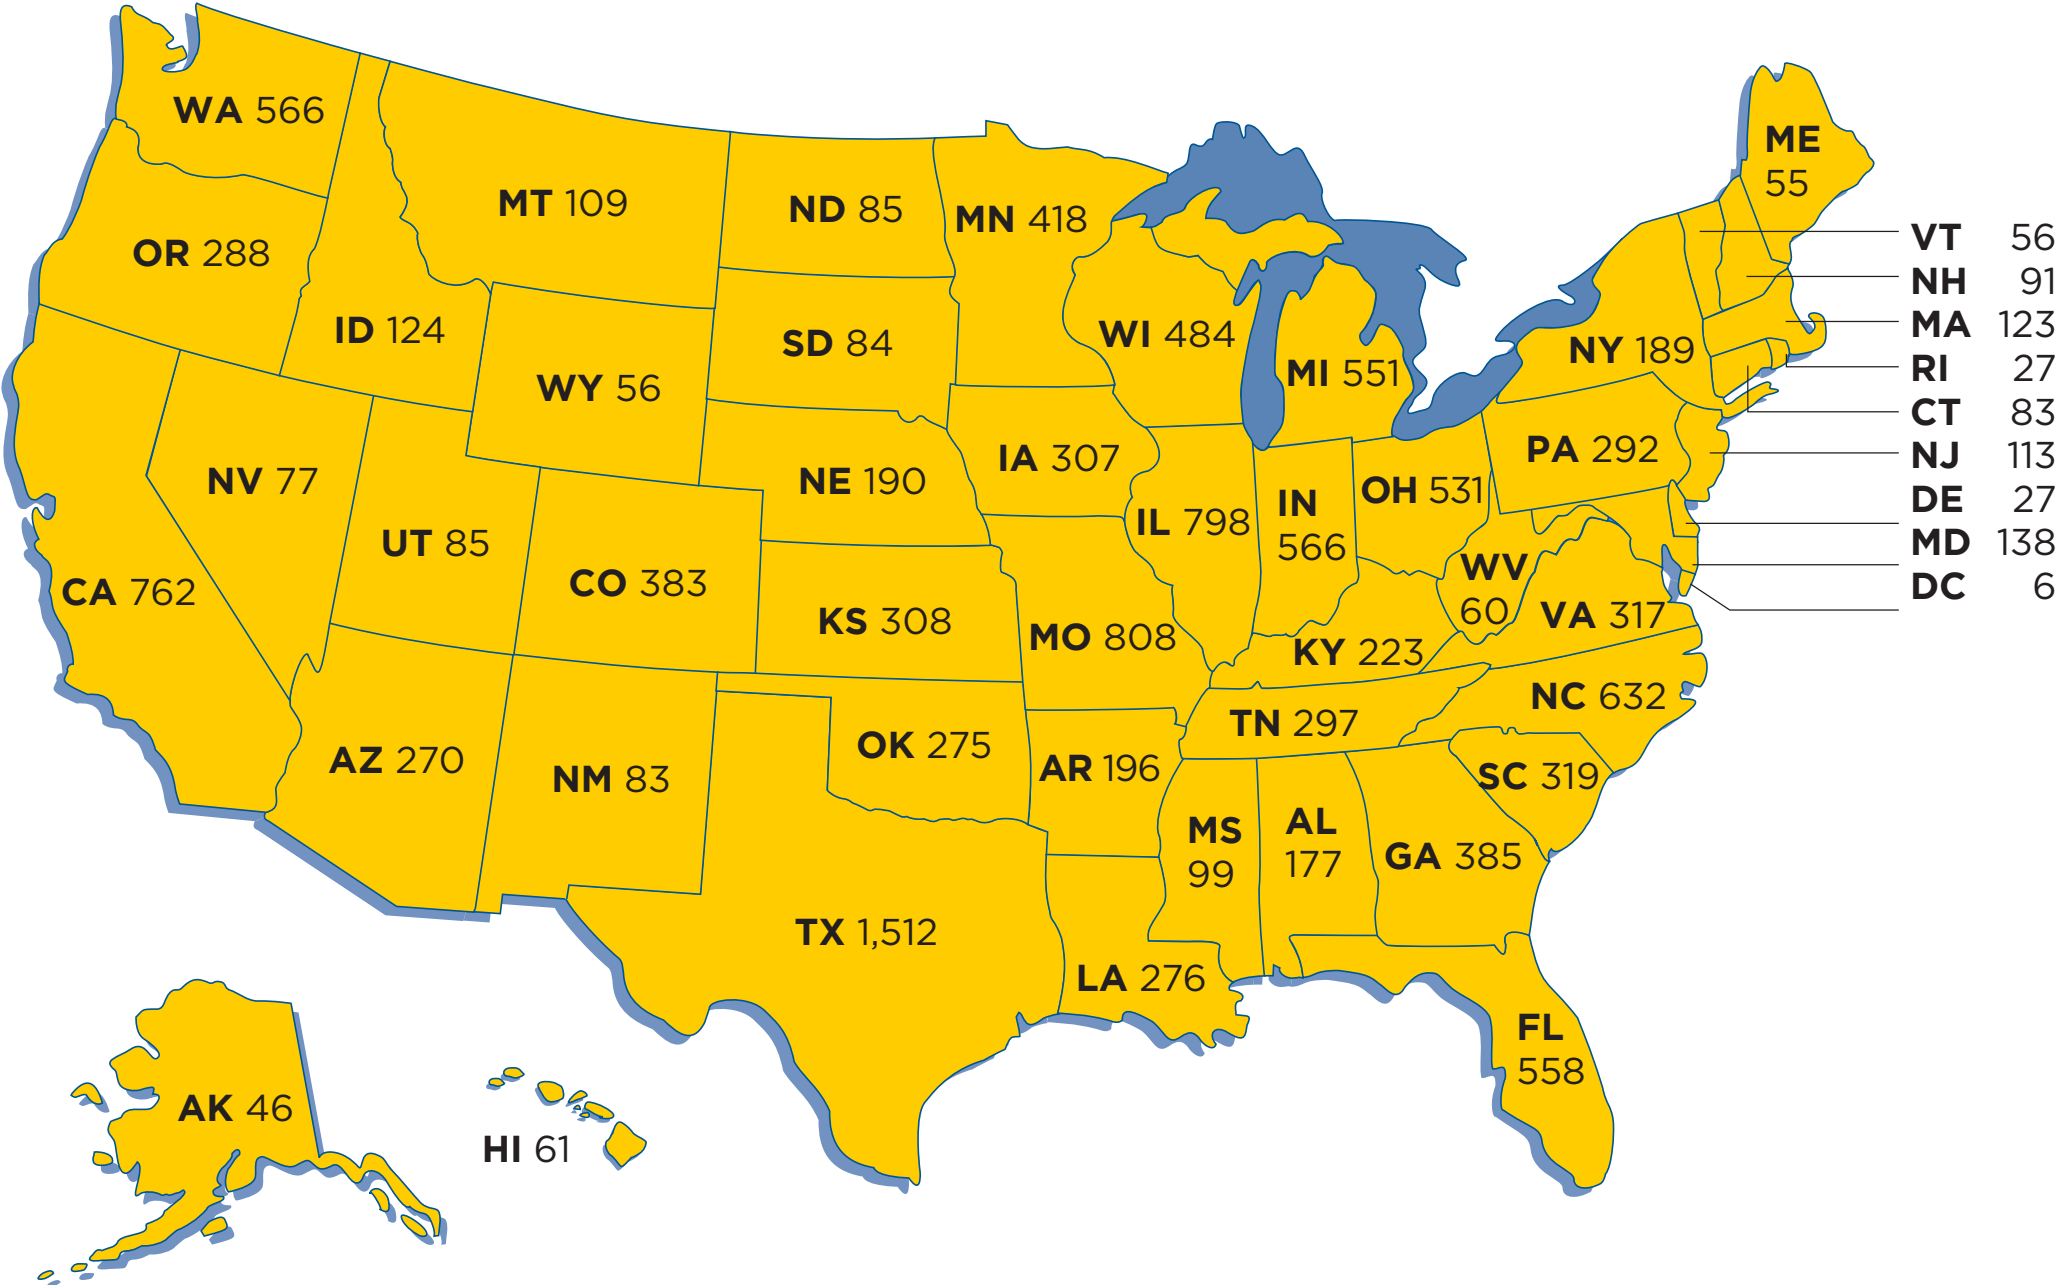 WA 566
OR 288
MT 109
ID 124
WY 56
ND 85
SD 84
MN 418
WI 484
MI 551
NE 190
IA 307
NV 77
UT 85
CO 383
CA 762
KS 308
MO 808
IL 798
IN
566
OH 531
PA 292
NY 189
ME
55
VT 56
NH 91
MA 123
RI 27
CT 83
NJ 113
DE 27
MD 138
DC 6
WV
60
VA 317
KY 223
NC 632
TN 297
SC 319
AZ 270
NM 83
OK 275
AR 196
MS
99
AL
177
GA 385
TX 1,512
LA 276
FL
558
AK 46
HI 61